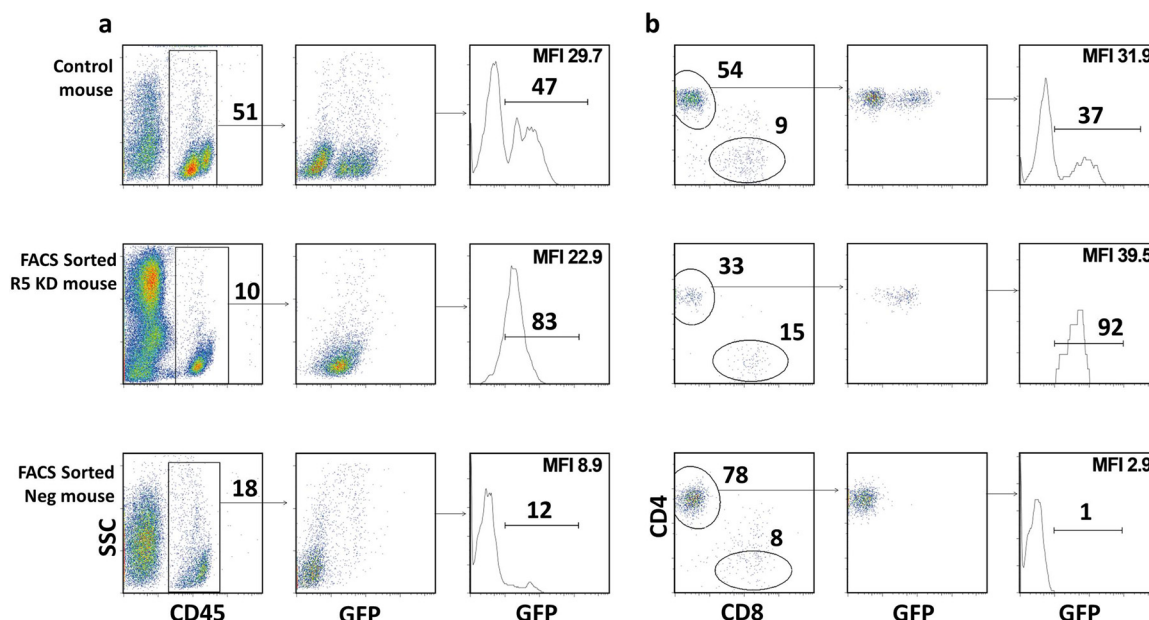 a
b
Control
mouse
51
MFI 29.7
47
54
9
MFI 31.9
37
FACS Sorted
R5 KD mouse
10
MFI 22.9
83
33
15
MFI 39.5
92
FACS Sorted
Neg mouse
18
MFI 8.9
12
78
8
MFI 2.9
1
SSC
CD45
GFP
GFP
CD4
CD8
GFP
GFP